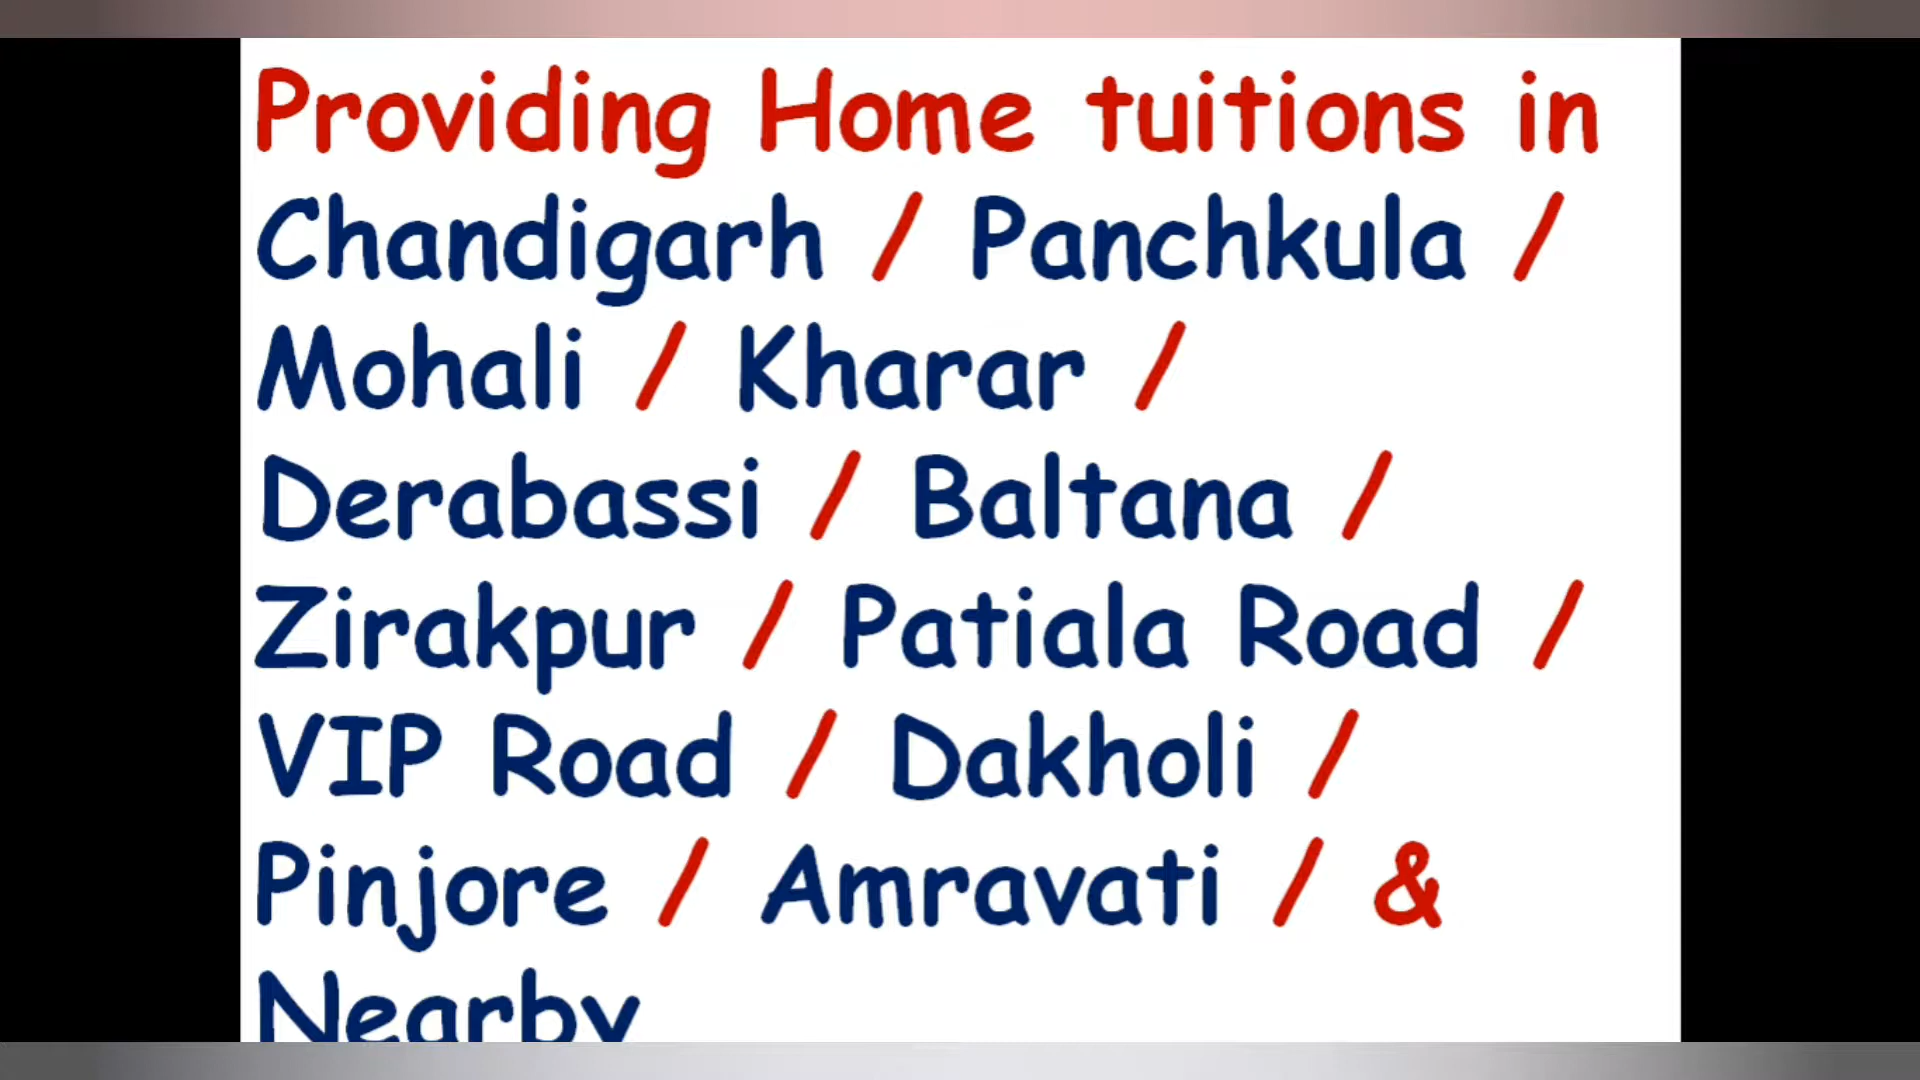 Providing Home tuitions in
Chandigarh / Panchkula /
Mohali / Kharar /
Derabassi / Baltana /
Zirakpur / Patiala Road /
VIP Road / Dakholi /
Pinjore / Amravati / &
Nearby